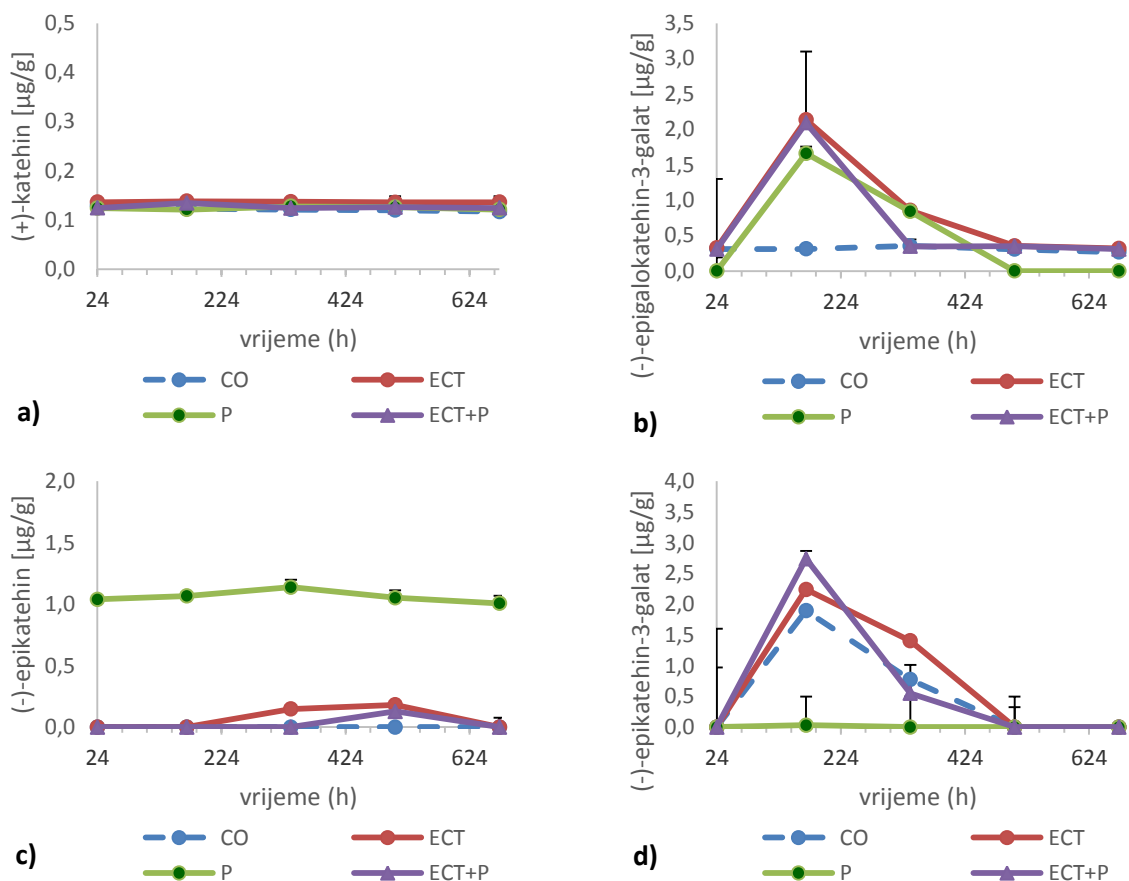 (+)-katehin [µg/g]
0,5
0,4
0,3
0,2
0,1
0,0
24 224 424 624
vrijeme (h)
CO ECT
P ECT+P
a)
(-)-epigalokatehin-3-galat [µg/g]
3,5
3,0
2,5
2,0
1,5
1,0
0,5
0,0
24 224 424 624
vrijeme (h)
CO ECT
P ECT+P
b)
(-)-epikatehin [µg/g]
2,0
1,5
1,0
0,5
0,0
24 224 424 624
vrijeme (h)
CO ECT
P ECT+P
c)
(-)-epikatehin-3-galat [µg/g]
4,0
3,5
3,0
2,5
2,0
1,5
1,0
0,5
0,0
24 224 424 624
vrijeme (h)
CO ECT
P ECT+P
d)